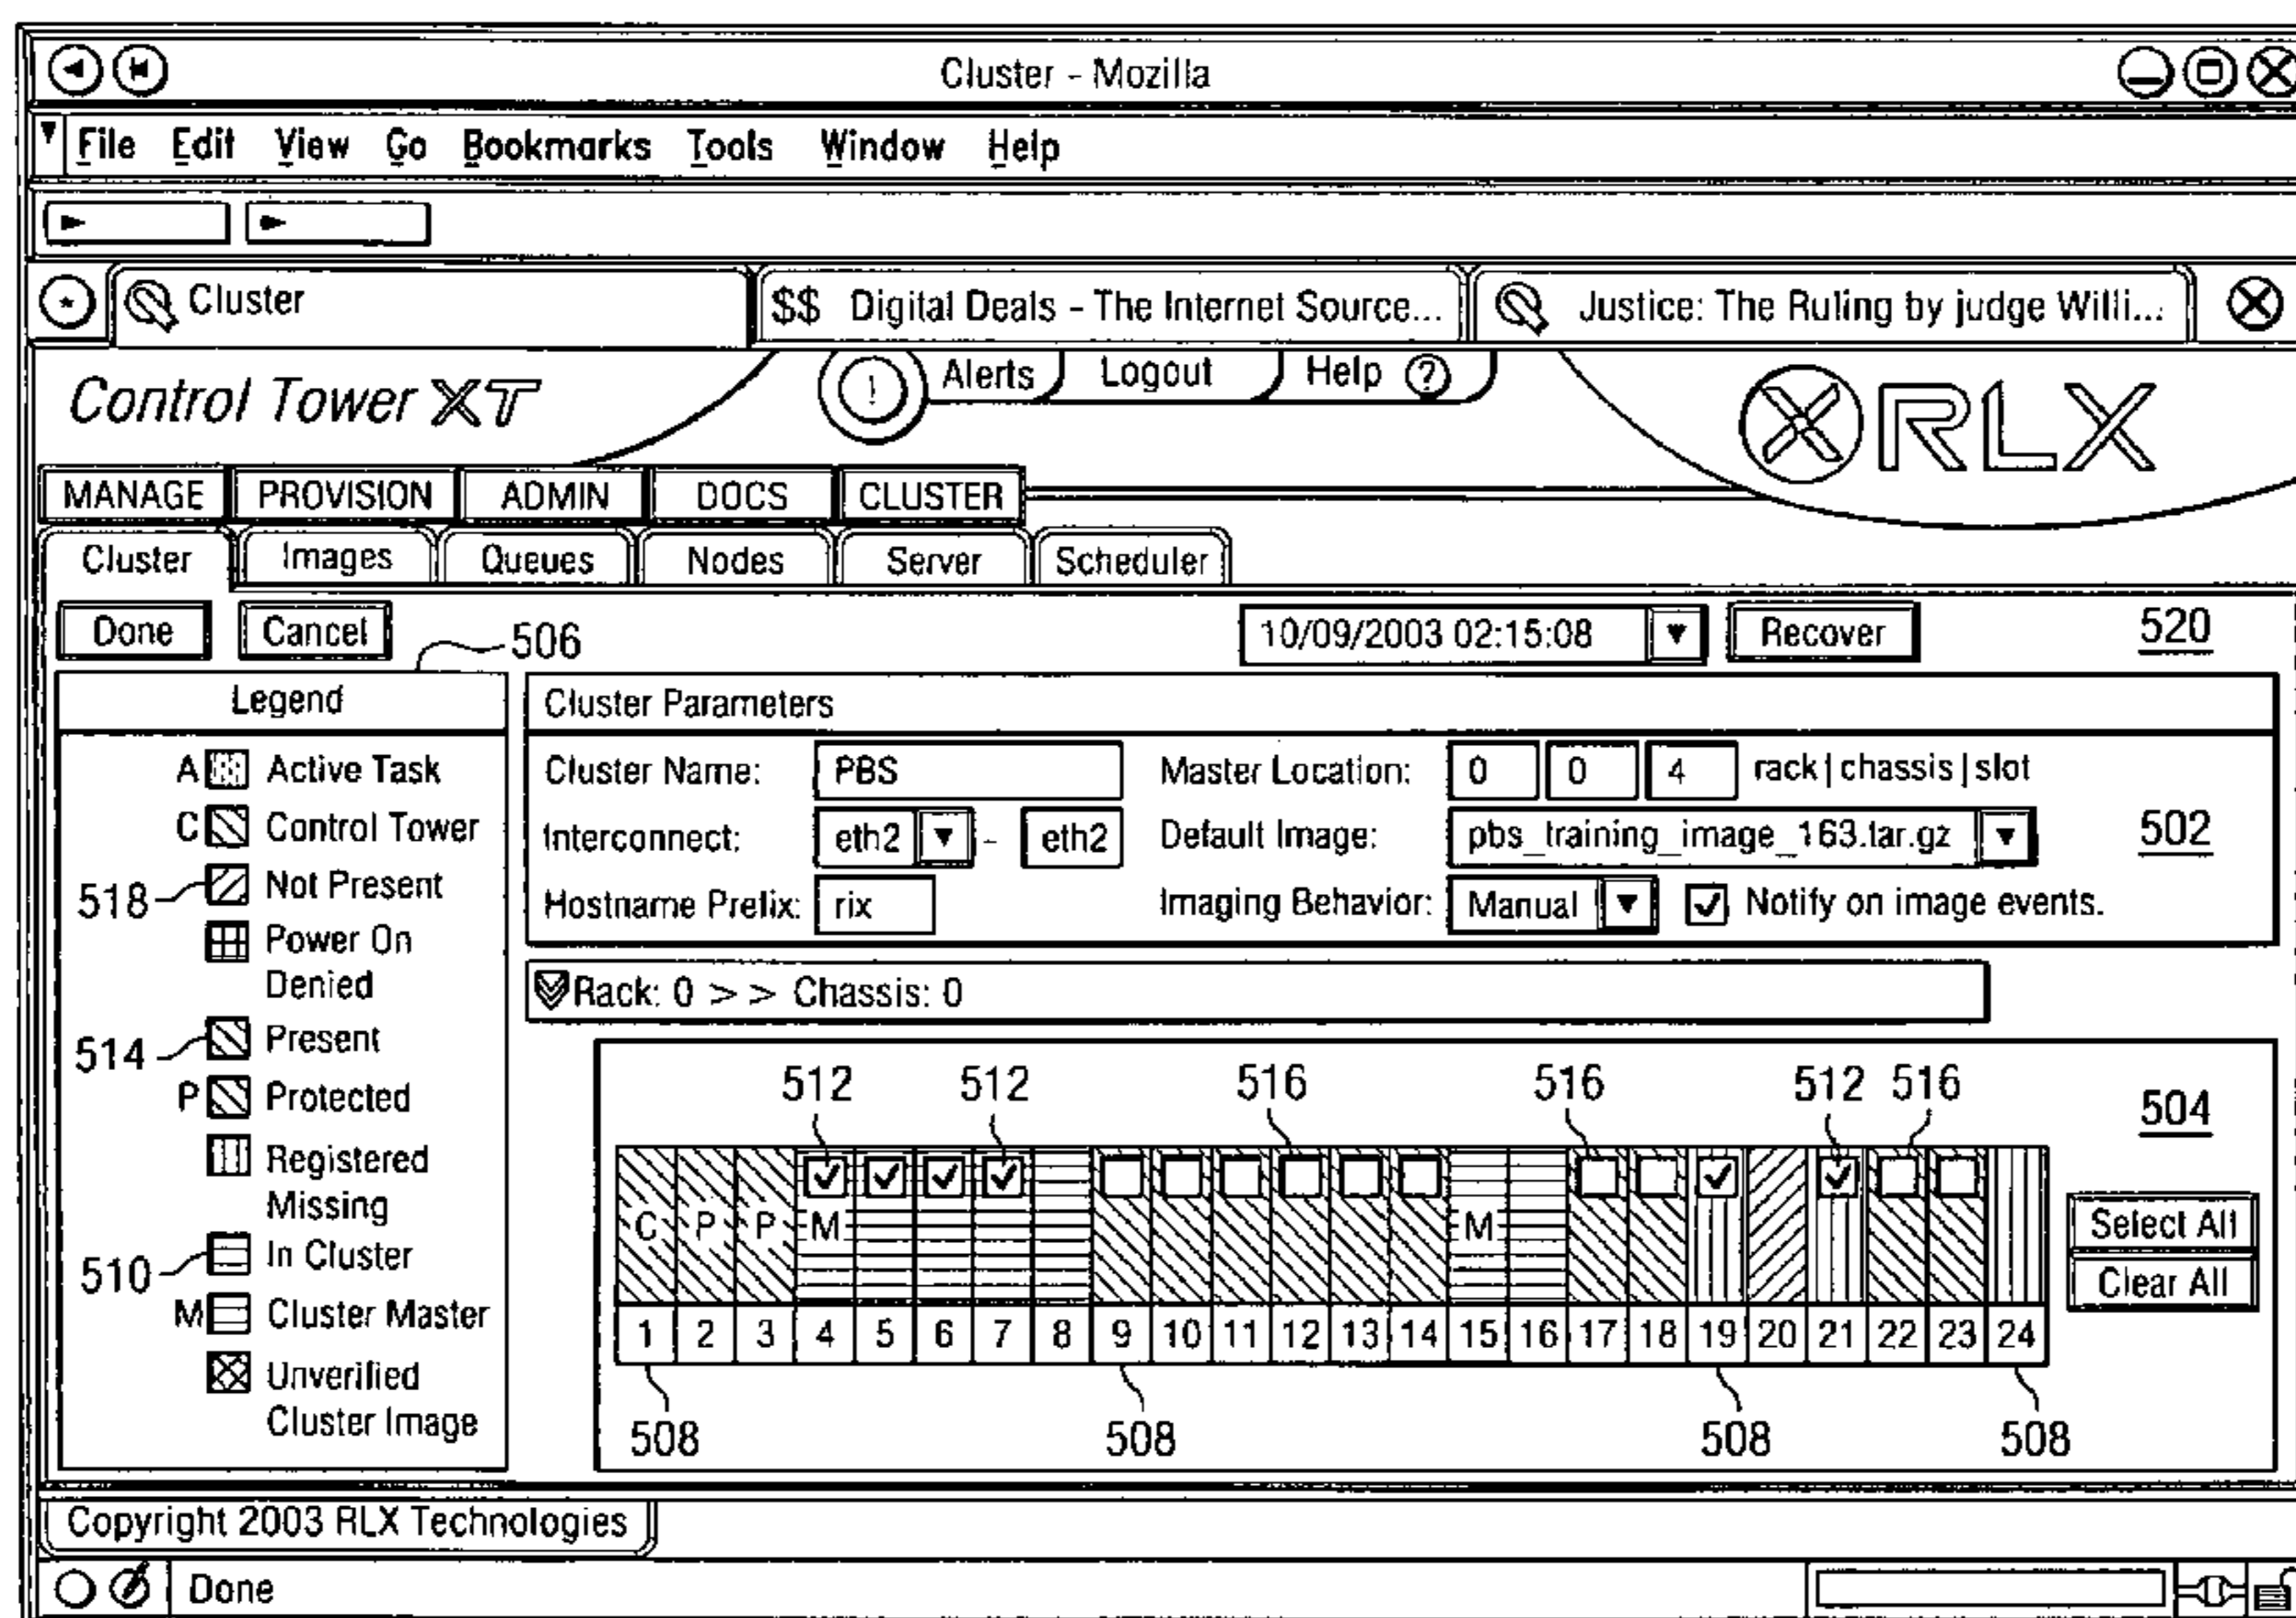 Cluster - Mozilla
File Edit View Go Bookmarks Tools Window Help
Cluster $$ Digital Deals - The Internet Source... Justice: The Ruling by judge Willi...
Control Tower XT ! Alerts Logout Help ? RLX
MANAGE PROVISION ADMIN DOCS CLUSTER
Cluster Images Queues Nodes Server Scheduler
Done Cancel 506 10/09/2003 02:15:08 Recover 520
Legend
A Active Task
C Control Tower
518 Not Present
Power On
Denied
514 Present
P Protected
Registered
Missing
510 In Cluster
M Cluster Master
Unverified
Cluster Image
Cluster Parameters
Cluster Name: PBS Master Location: 0 0 4 rack|chassis|slot
Interconnect: eth2 - eth2 Default Image: pbs_training_image_163.tar.gz 502
Hostname Prefix: rix Imaging Behavior: Manual Notify on image events.
Rack: 0 >> Chassis: 0
512 512 516 516 512 516 504
C P P M M
1 2 3 4 5 6 7 8 9 10 11 12 13 14 15 16 17 18 19 20 21 22 23 24
Select All
Clear All
508 508 508 508
Copyright 2003 RLX Technologies
Done